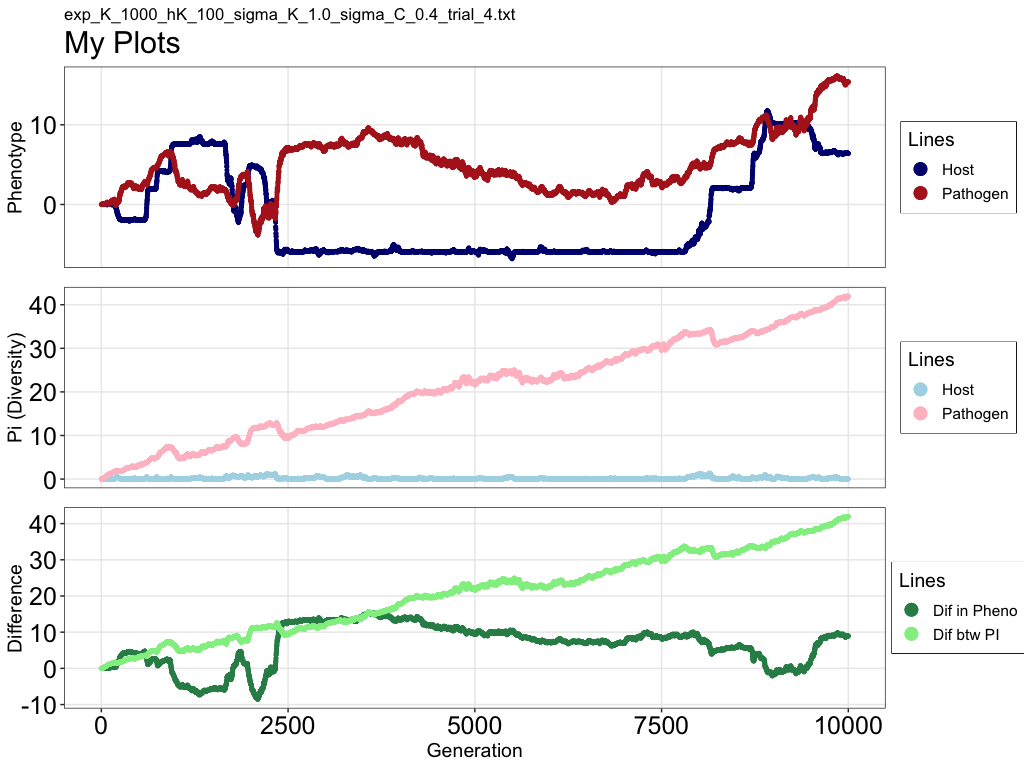 exp_K_1000_hK_100_sigma_K_1.0_sigma_C_0.4_trial_4.txt
My Plots
Phenotype
10
0
Lines
Host
Pathogen
Pi (Diversity)
40
30
20
10
0
Lines
Host
Pathogen
Difference
40
30
20
10
0
-10
Lines
Dif in Pheno
Dif btw PI
0 2500 5000 7500 10000
Generation